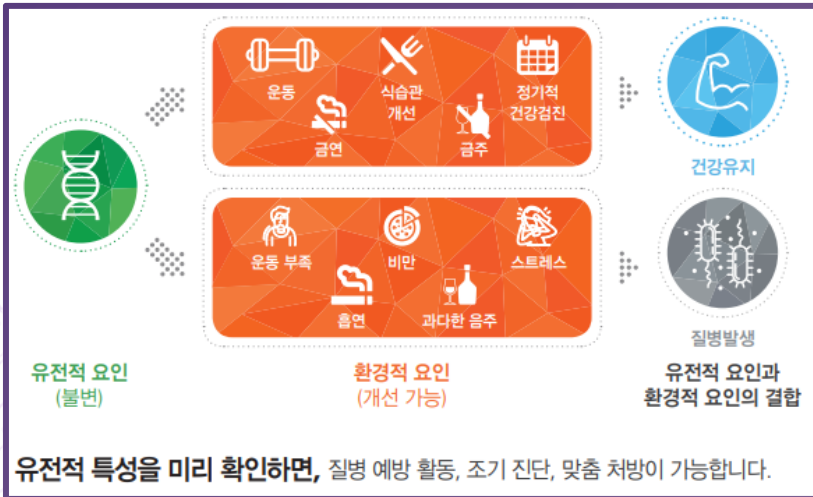 운동
식습관
개선
정기적
건강검진
금연
금주
건강유지
운동 부족
비만
스트레스
흡연
과다한 음주
질병발생
유전적 요인
(불변)
환경적 요인
(개선 가능)
유전적 요인과
환경적 요인의 결합
유전적 특성을 미리 확인하면, 질병 예방 활동, 조기 진단, 맞춤 처방이 가능합니다.